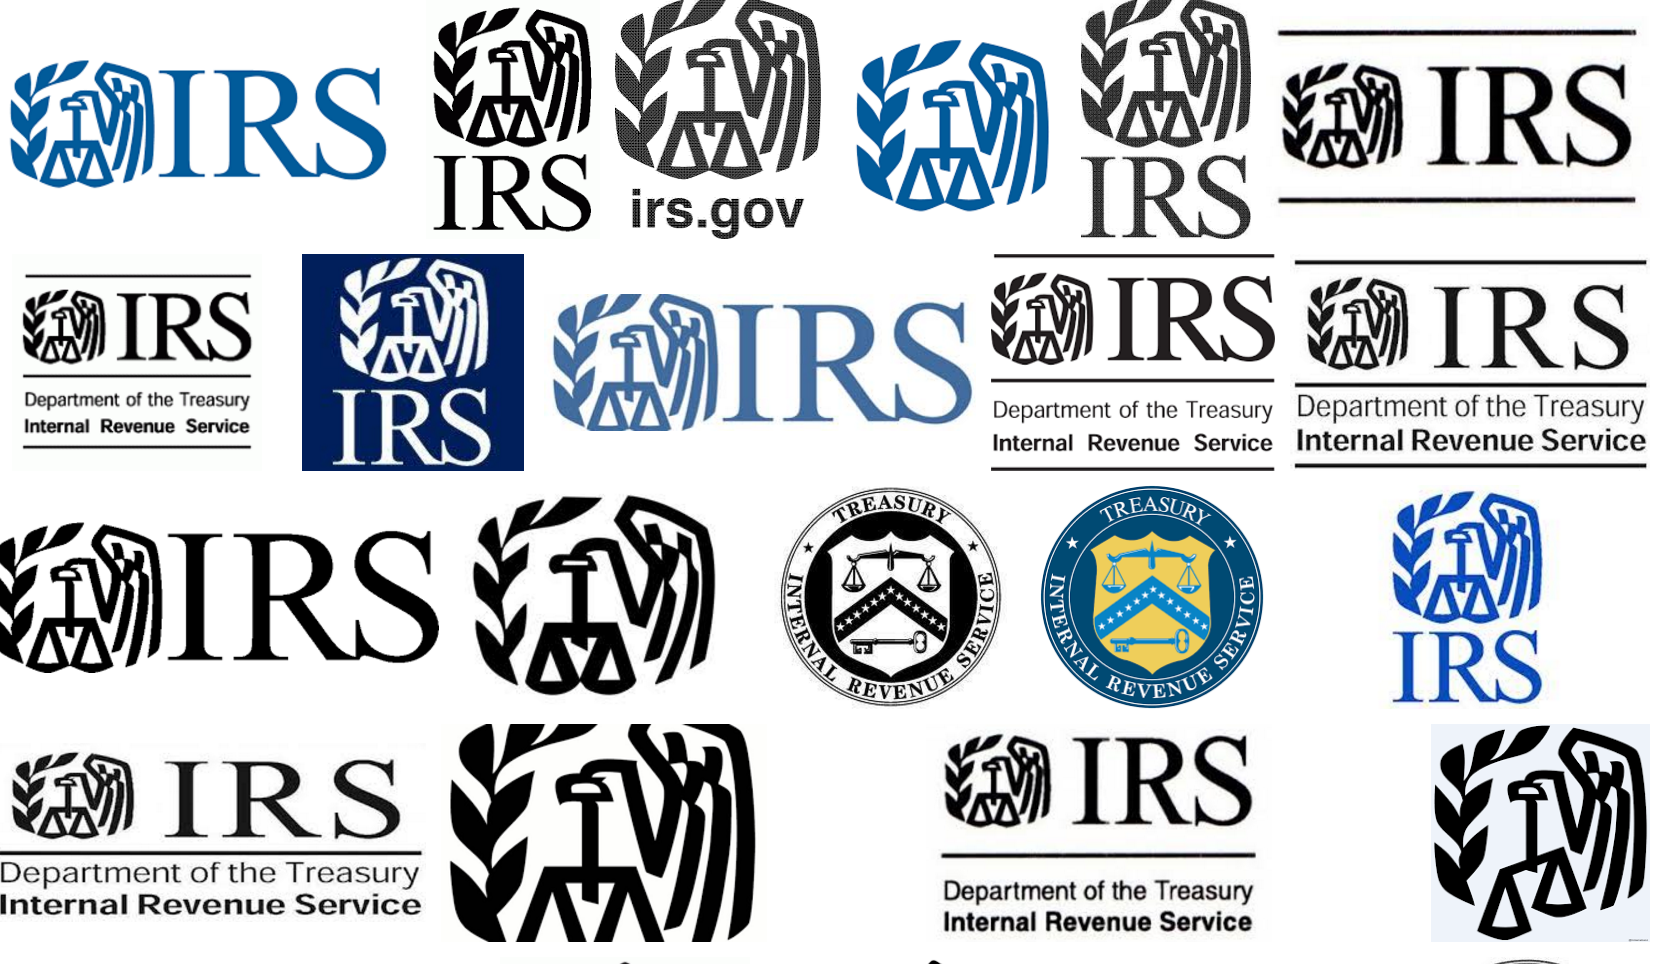 IRS
IRS
irs.gov
IRS
IRS
IRS
Department of the Treasury
Internal Revenue Service
IRS
IRS
IRS
Department of the Treasury
Internal Revenue Service
IRS
Department of the Treasury
Internal Revenue Service
IRS
TREASURY
INTERNAL REVENUE SERVICE
TREASURY
INTERNAL REVENUE SERVICE
IRS
IRS
Department of the Treasury
Internal Revenue Service
IRS
Department of the Treasury
Internal Revenue Service